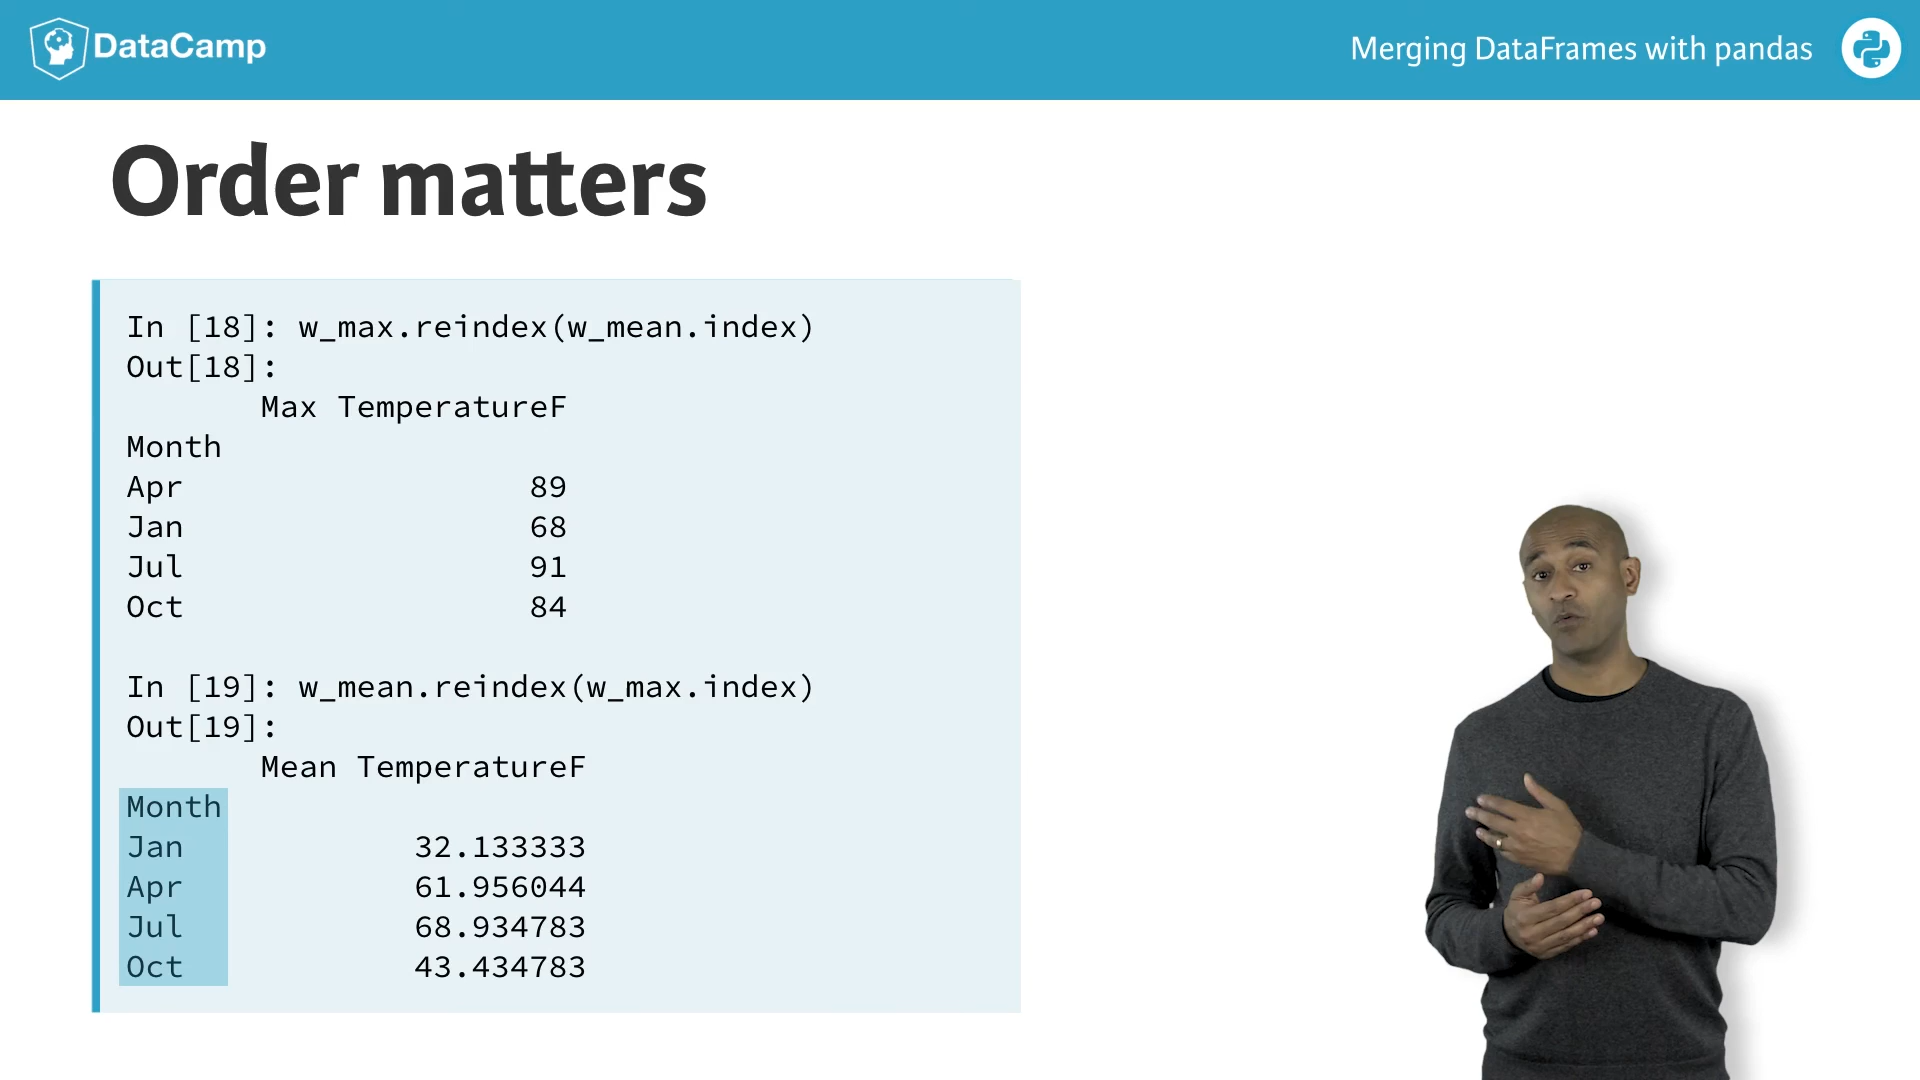 DataCamp
Merging DataFrames with pandas
Order matters
In [18]: w_max.reindex(w_mean.index)
Out[18]:
Max TemperatureF
Month
Apr 89
Jan 68
Jul 91
Oct 84
In [19]: w_mean.reindex(w_max.index)
Out[19]:
Mean TemperatureF
Month
Jan 32.133333
Apr 61.956044
Jul 68.934783
Oct 43.434783